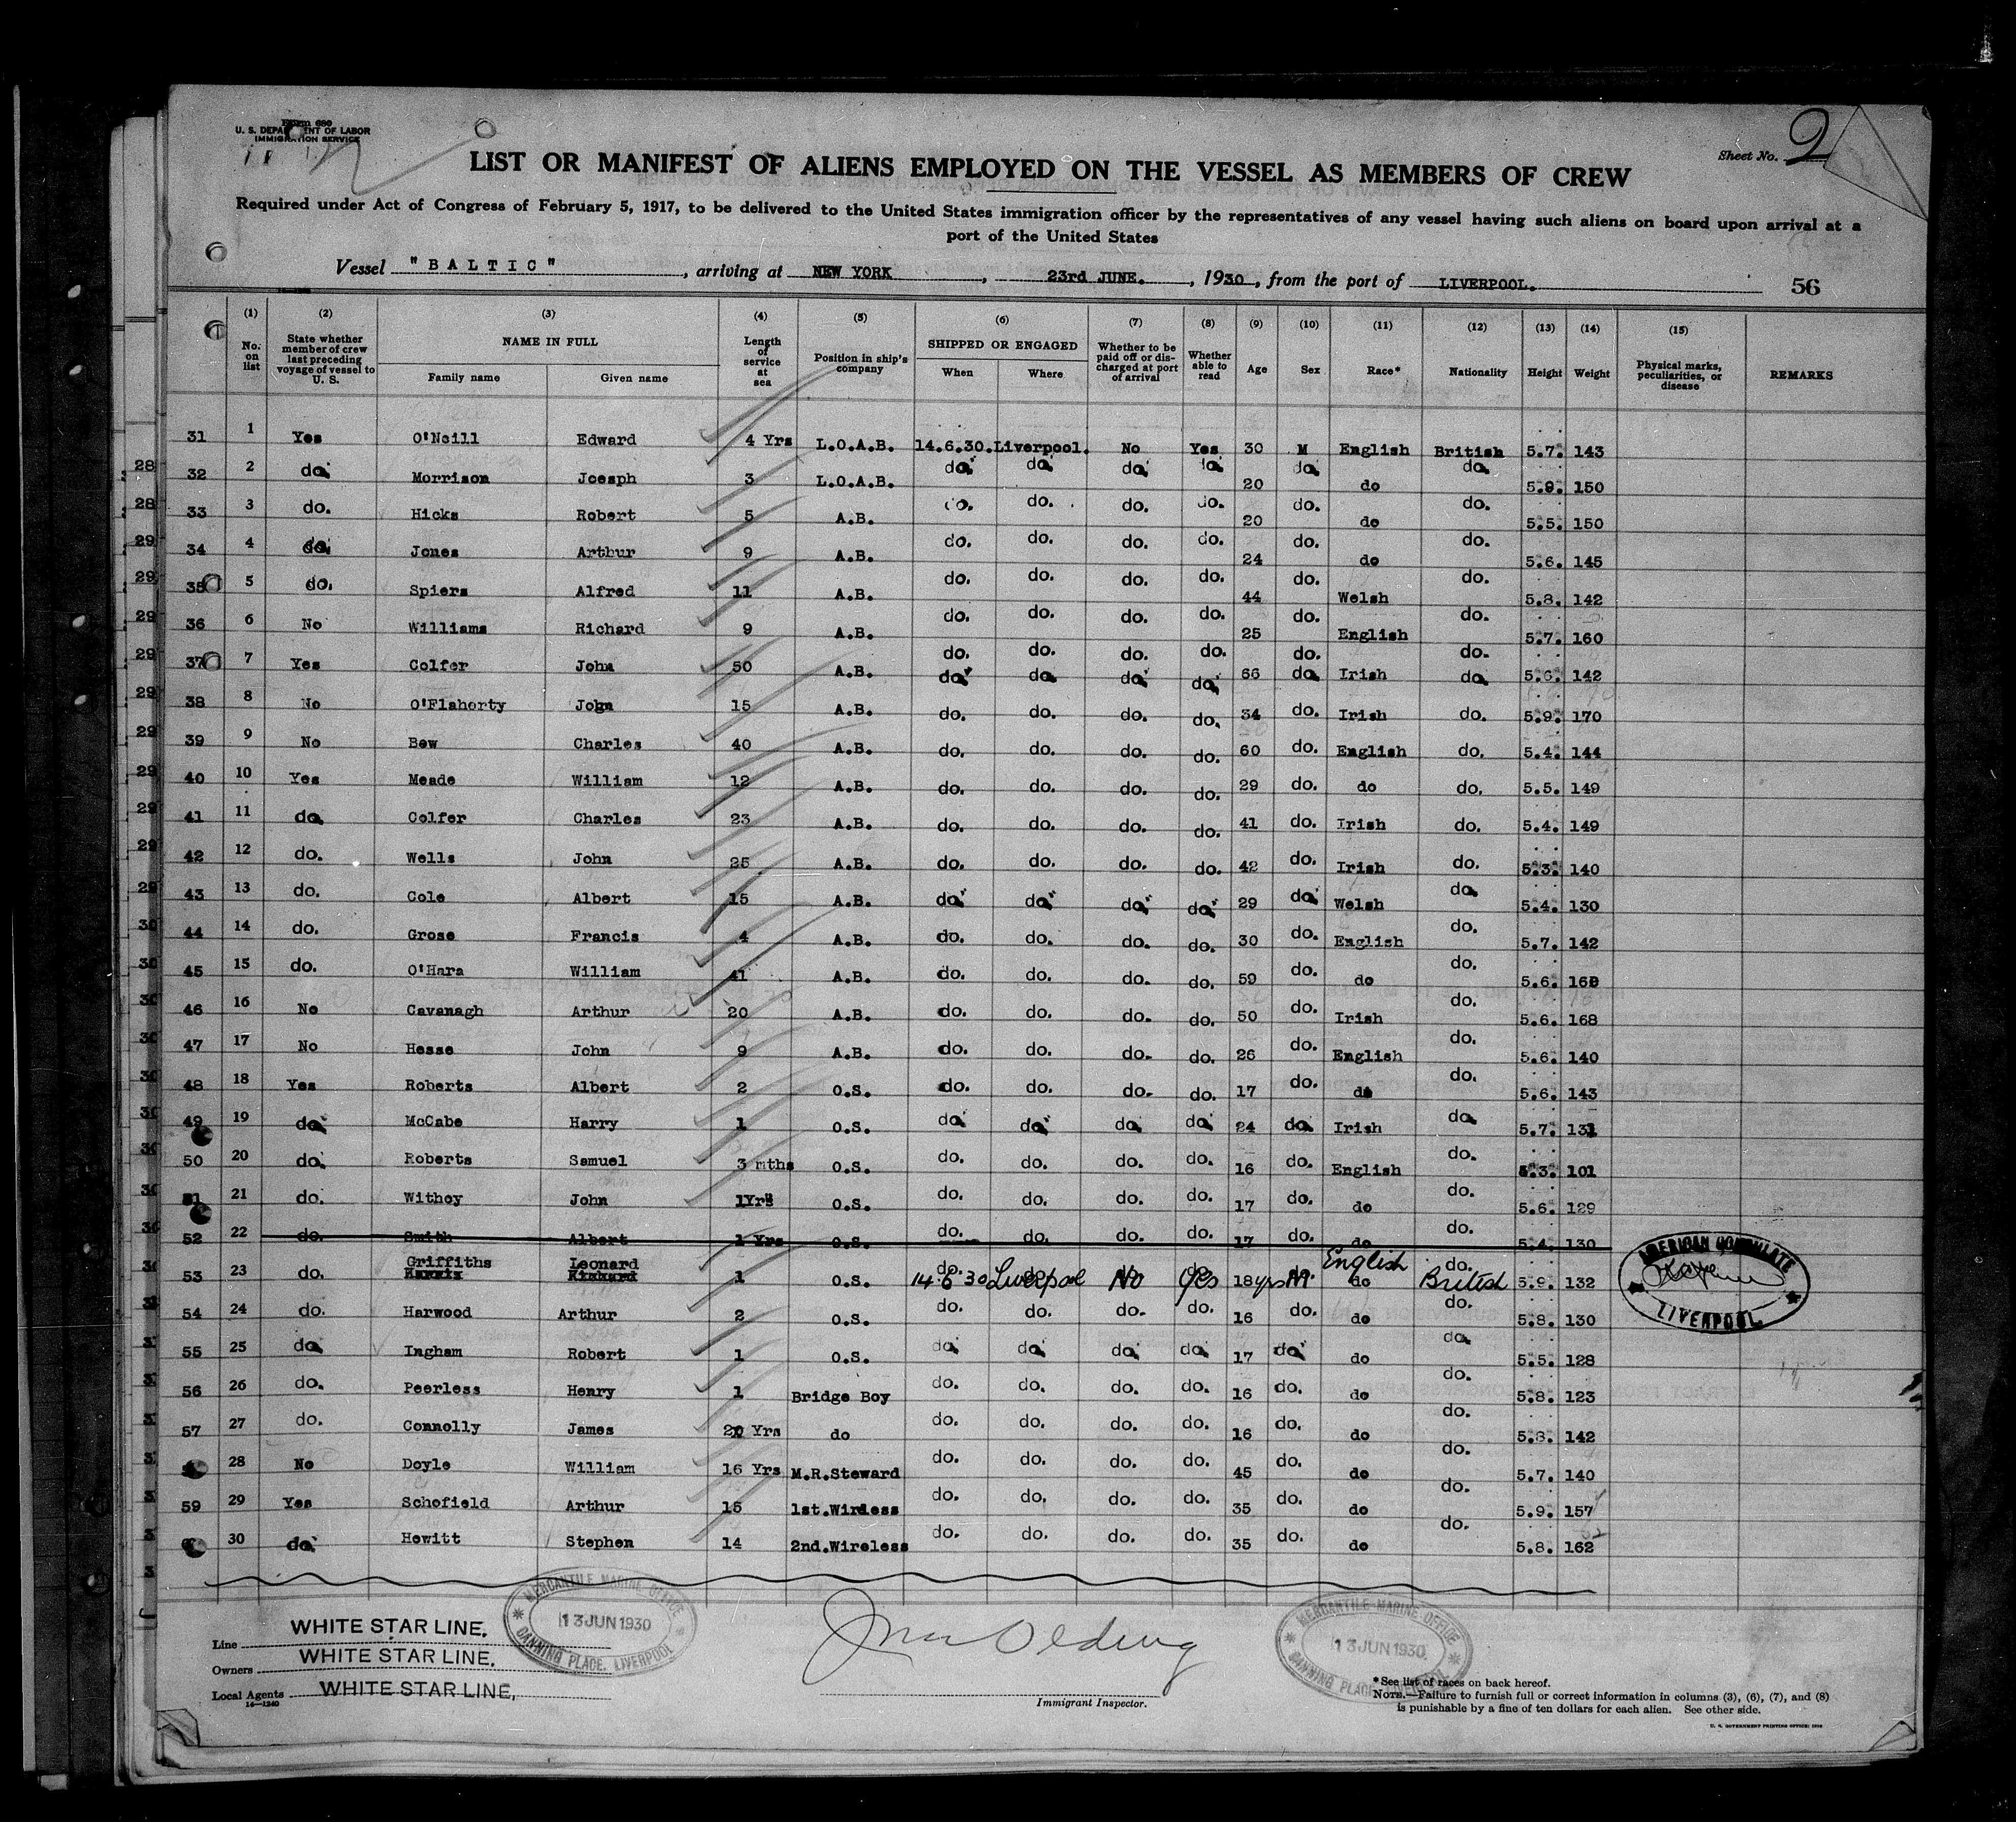 Form 680
U. S. DEPARTMENT OF LABOR
IMMIGRATION SERVICE
Sheet No. 2
LIST OR MANIFEST OF ALIENS EMPLOYED ON THE VESSEL AS MEMBERS OF CREW
Required under Act of Congress of February 5, 1917, to be delivered to the United States immigration officer by the representatives of any vessel having such aliens on board upon arrival at a
port of the United States
Vessel "BALTIC", arriving at NEW YORK, 23rd JUNE., 1930, from the port of LIVERPOOL. 56
(1) No. on list (2) State whether member of crew last preceding voyage of vessel to U. S. (3) NAME IN FULL Family name Given name (4) Length of service at sea (5) Position in ship's company (6) SHIPPED OR ENGAGED When Where (7) Whether to be paid off or discharged at port of arrival (8) Whether able to read (9) Age (10) Sex (11) Race* (12) Nationality (13) Height (14) Weight (15) Physical marks, peculiarities, or disease REMARKS
31 1 Yes O'Neill Edward 4 Yrs L.O.A.B. 14.6.30. Liverpool. No Yes 30 M English British 5.7. 143
32 2 do. Morrison Joesph 3 L.O.A.B. do. do. do. do. 20 do. do do. 5.9. 150
33 3 do. Hicks Robert 5 A.B. do. do. do. do. 20 do. do do. 5.5. 150
34 4 do. Jones Arthur 9 A.B. do. do. do. do. 24 do. do do. 5.6. 145
35 5 do. Spiers Alfred 11 A.B. do. do. do. do. 44 do. Welsh do. 5.8. 142
36 6 No Williams Richard 9 A.B. do. do. do. do. 25 do. English do. 5.7. 160
37 7 Yes Colfer John 50 A.B. do. do. do. do. 66 do. Irish do. 5.6. 142
38 8 No O'Flaherty John 15 A.B. do. do. do. do. 34 do. Irish do. 5.9. 170
39 9 No Bew Charles 40 A.B. do. do. do. do. 60 do. English do. 5.4. 144
40 10 Yes Meade William 12 A.B. do. do. do. do. 29 do. do do. 5.5. 149
41 11 do. Colfer Charles 23 A.B. do. do. do. do. 41 do. Irish do. 5.4. 149
42 12 do. Wells John 25 A.B. do. do. do. do. 42 do. Irish do. 5.3. 140
43 13 do. Cole Albert 15 A.B. do. do. do. do. 29 do. Welsh do. 5.4. 130
44 14 do. Grose Francis 4 A.B. do. do. do. do. 30 do. English do. 5.7. 142
45 15 do. O'Hara William 41 A.B. do. do. do. do. 59 do. do do. 5.6.
46 16 No Cavanagh Arthur 20 A.B. do. do. do. do. 50 do. Irish do. 5.6. 168
47 17 No Hesse John 9 A.B. do. do. do. do. 26 do. English do. 5.6. 140
48 18 Yes Roberts Albert 2 O.S. do. do. do. do. 17 do. do do. 5.6. 143
49 19 do. McCabe Harry 1 O.S. do. do. do. do. 24 do. Irish do. 5.7. 131
50 20 do. Roberts Samuel 3 mths O.S. do. do. do. do. 16 do. English do. 5.3. 101
21 do. Withey John 1Yrs O.S. do. do. do. do. 17 do. do do. 5.6. 129
52 22 do. Smith Albert 1 Yrs O.S. do. do. do. do. 17 do. do do. 5.4. 130
53 23 do. Griffiths Leonard 1 O.S. 14.6.30 Liverpool No Yes 18yrs M. English British 5.9. 132
54 24 do. Harwood Arthur 2 O.S. do. do. do. do. 16 do. do do. 5.8. 130
55 25 do. Ingham Robert 1 O.S. do. do. do. do. 17 do. do do. 5.5. 128
56 26 do. Peerless Henry 1 Bridge Boy do. do. do. do. 16 do. do do. 5.8. 123
57 27 do. Connolly James Yrs do do. do. do. do. 16 do. do do. 5.8. 142
28 No Doyle William 16 Yrs M.R.Steward do. do. do. do. 45 do. do do. 5.7. 140
59 29 Yes Schofield Arthur 15 1st.Wirdess do. do. do. do. 35 do. do do. 5.9. 157
30 do. Hewitt Stephen 14 2nd.Wireless do. do. do. do. 35 do. do do. 5.8. 162
AMERICAN CONSULATE
LIVERPOOL
Line WHITE STAR LINE.
Owners WHITE STAR LINE.
Local Agents WHITE STAR LINE,
14—1240
MERCANTILE MARINE OFFICE
13 JUN 1930
CANNING PLACE. LIVERPOOL
Immigrant Inspector.
MERCANTILE MARINE OFFICE
13 JUN 1930
CANNING PLACE. LIVERPOOL
*See list of races on back hereof.
NOTE.—Failure to furnish full or correct information in columns (3), (6), (7), and (8)
is punishable by a fine of ten dollars for each alien. See other side.
U. S. GOVERNMENT PRINTING OFFICE: